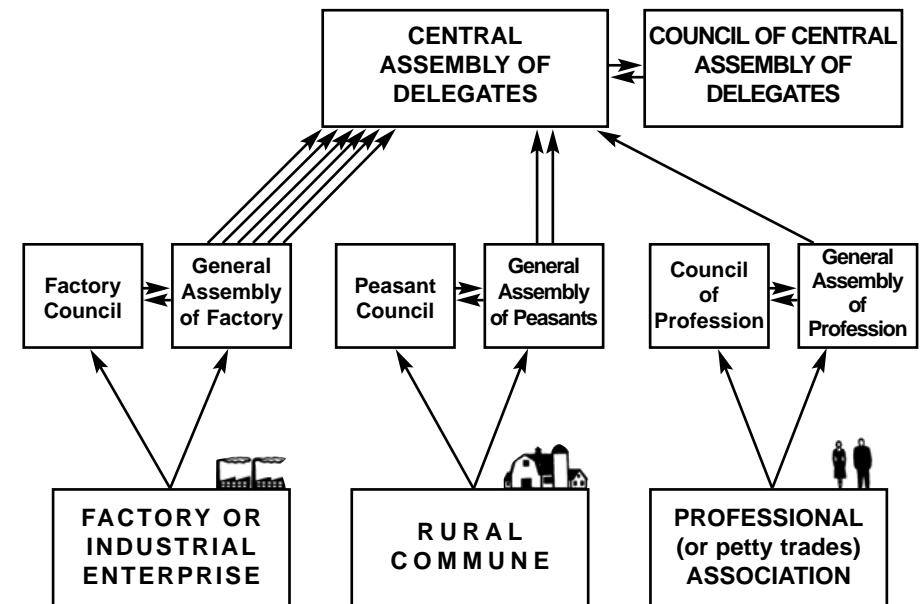 CENTRAL
ASSEMBLY OF
DELEGATES
COUNCIL OF CENTRAL
ASSEMBLY OF
DELEGATES
Factory
Council
General
Assembly
of Factory
Peasant
Council
General
Assembly
of Peasants
Council
of
Profession
General
Assembly
of
Profession
FACTORY OR
INDUSTRIAL
ENTERPRISE
RURAL
COMMUNE
PROFESSIONAL
(or petty trades)
ASSOCIATION